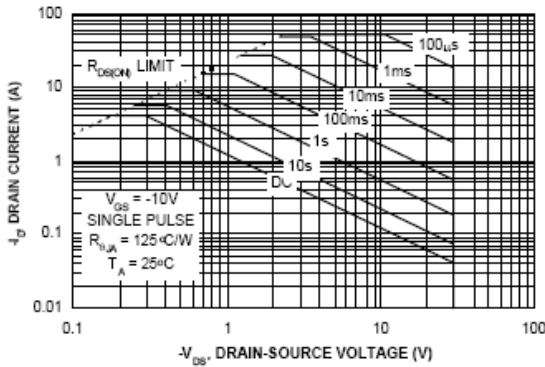 100
10
1
0.1
0.01
-I_D, DRAIN CURRENT (A)
R_DS(ON) LIMIT
100µs
1ms
10ms
100ms
1s
10s
DC
V_GS = -10V
SINGLE PULSE
R_θJA = 125°C/W
T_A = 25°C
0.1
1
10
100
-V_DS, DRAIN-SOURCE VOLTAGE (V)